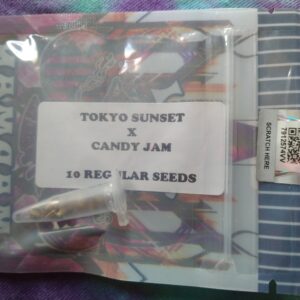 TOKYO SUNSET
X
CANDY JAM
10 REGULAR SEEDS
SCRATCH HERE